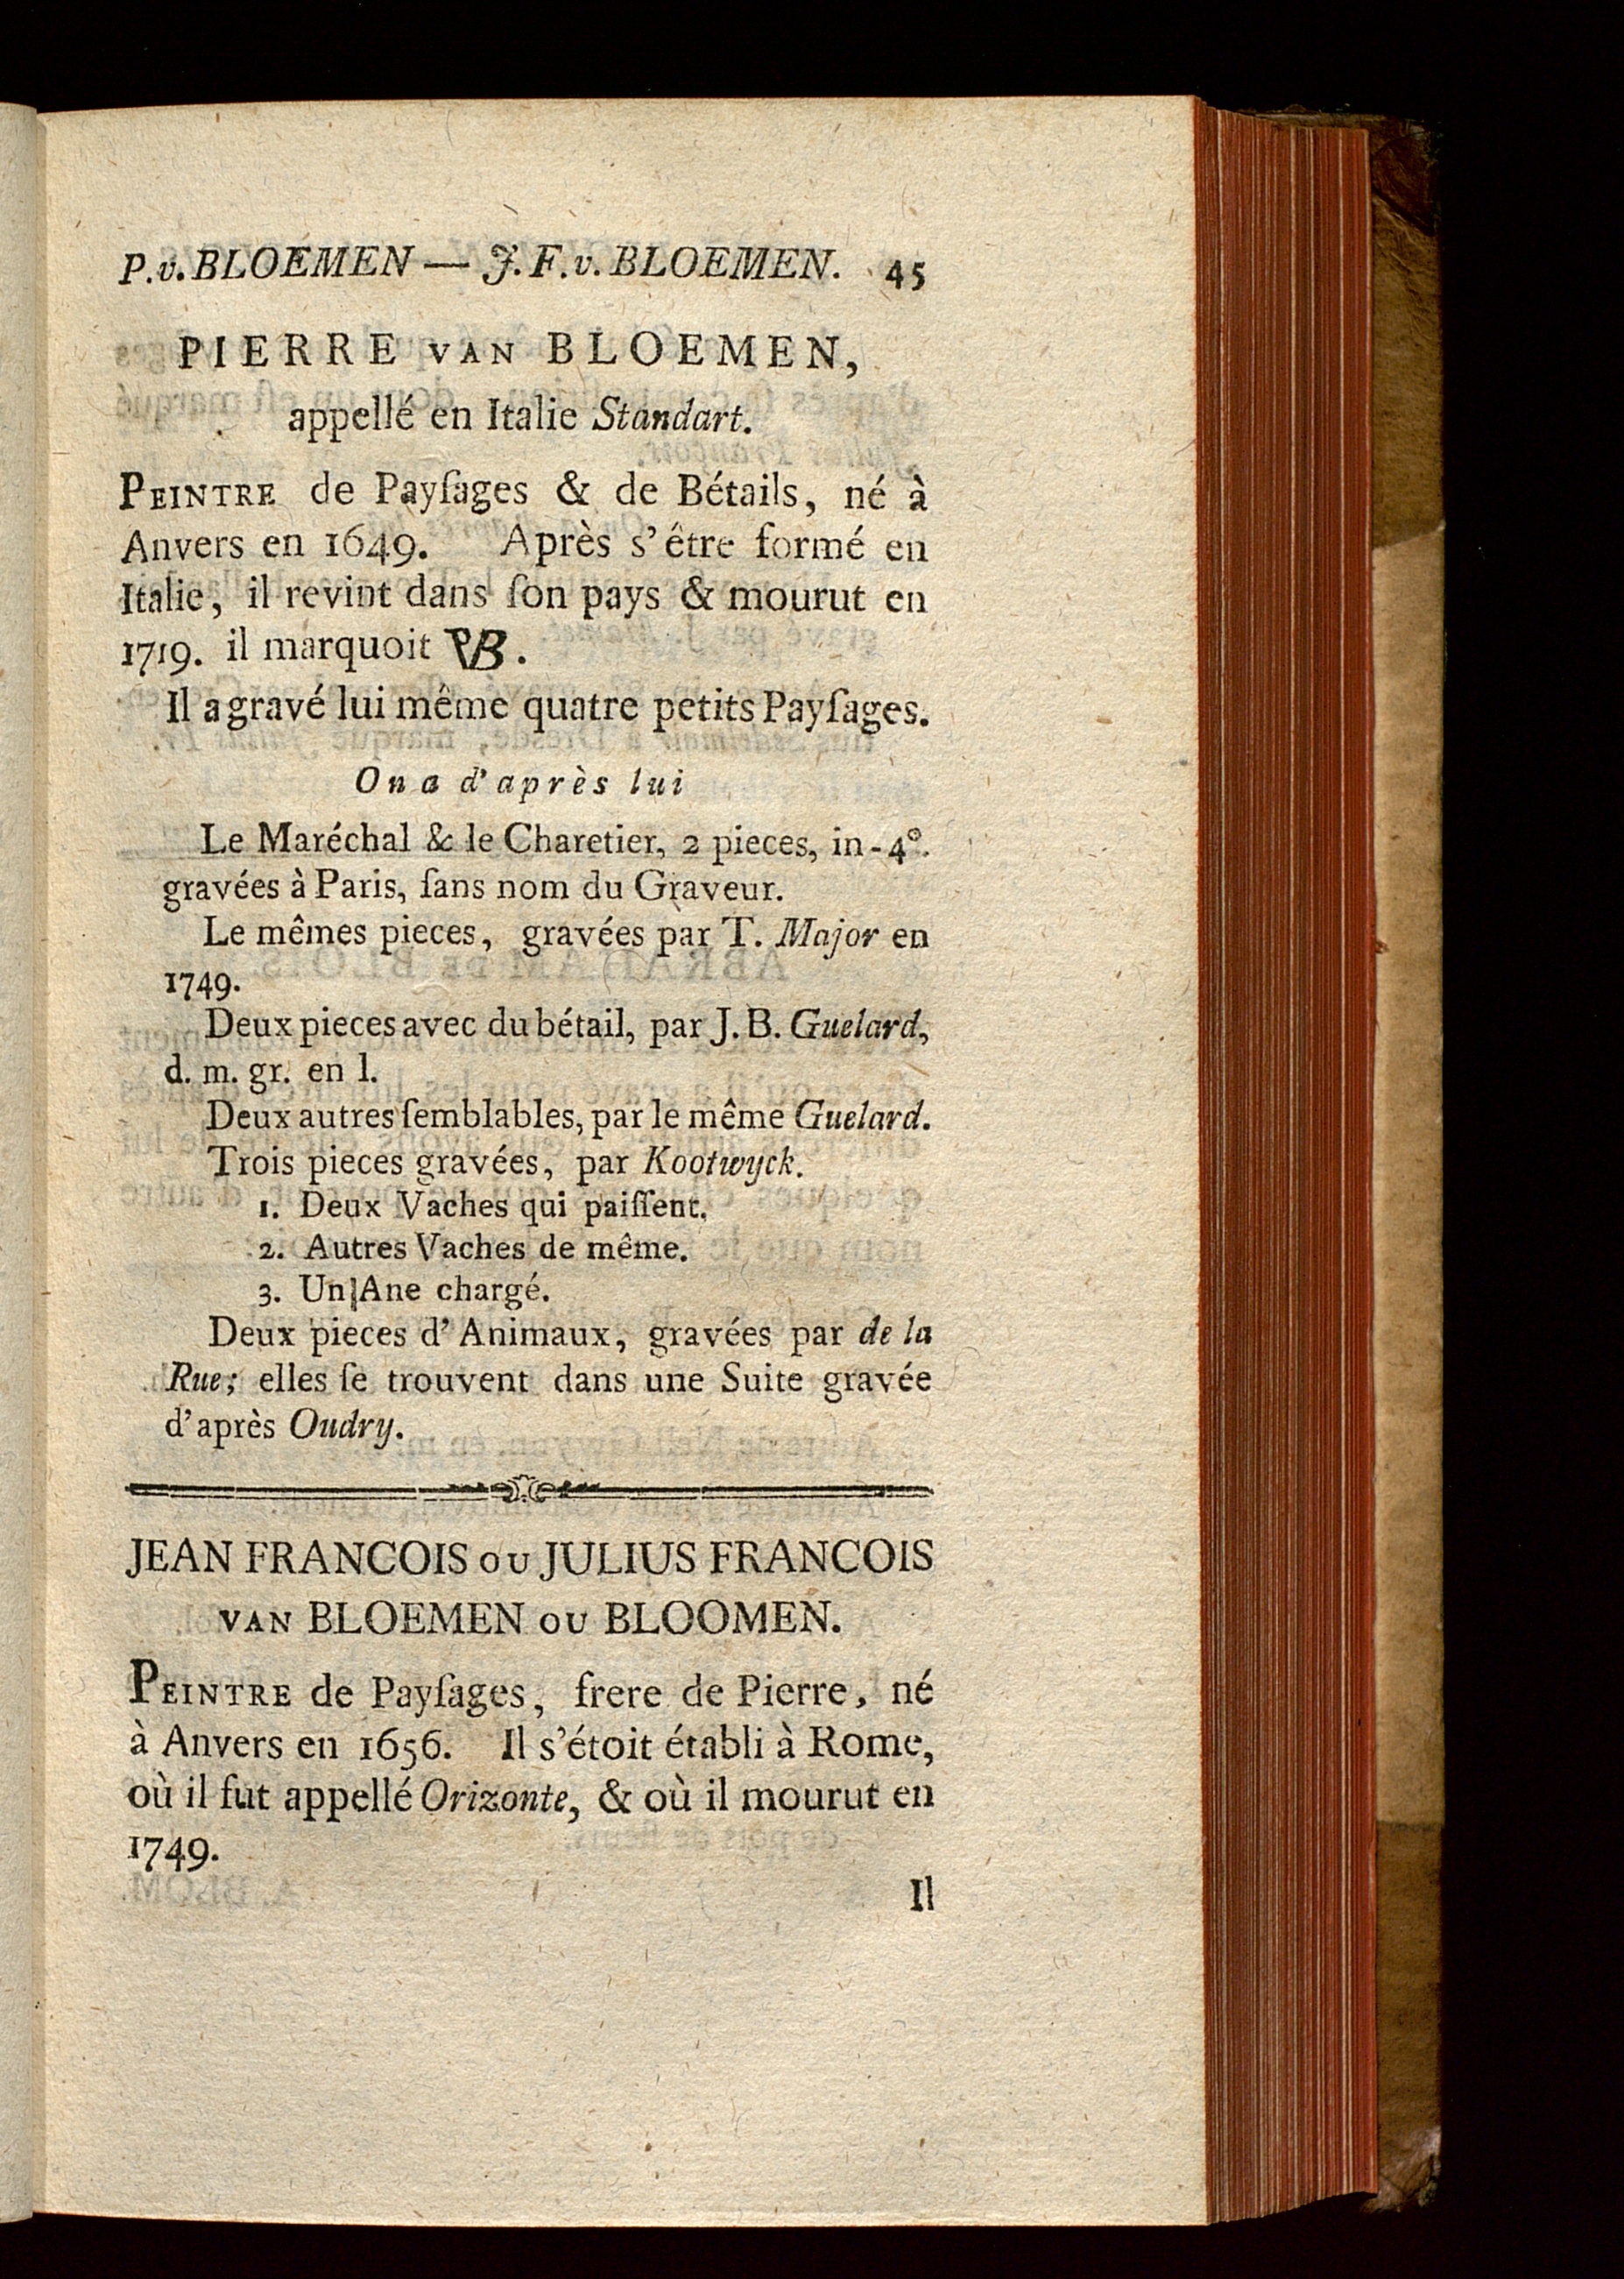 P.v. BLOEMEN — J. F. v. BLOEMEN. 45
PIERRE VAN BLOEMEN,
appellé en Italie Standart.
PEINTRE de Payſages & de Bétails, né à
Anvers en 1649. Après s'être formé en
Italie, il revint dans ſon pays & mourut en
1719. il marquoit PVB.
Il a gravé lui même quatre petits Payſages.
On a d'après lui
Le Maréchal & le Charetier, 2 pieces, in-4°.
gravées à Paris, ſans nom du Graveur.
Le mêmes pieces, gravées par T. Major en
1749.
Deux pieces avec du bétail, par J. B. Guelard,
d. m. gr. en l.
Deux autres ſemblables, par le même Guelard.
Trois pieces gravées, par Kootwyck.
1. Deux Vaches qui paiſſent.
2. Autres Vaches de même.
3. Un Ane chargé.
Deux pieces d'Animaux, gravées par de la
Rue; elles ſe trouvent dans une Suite gravée
d'après Oudry.
JEAN FRANCOIS OU JULIUS FRANCOIS
VAN BLOEMEN OU BLOOMEN.
PEINTRE de Payſages, frere de Pierre, né
à Anvers en 1656. Il s'étoit établi à Rome,
où il fut appellé Orizonte, & où il mourut en
1749.
Il